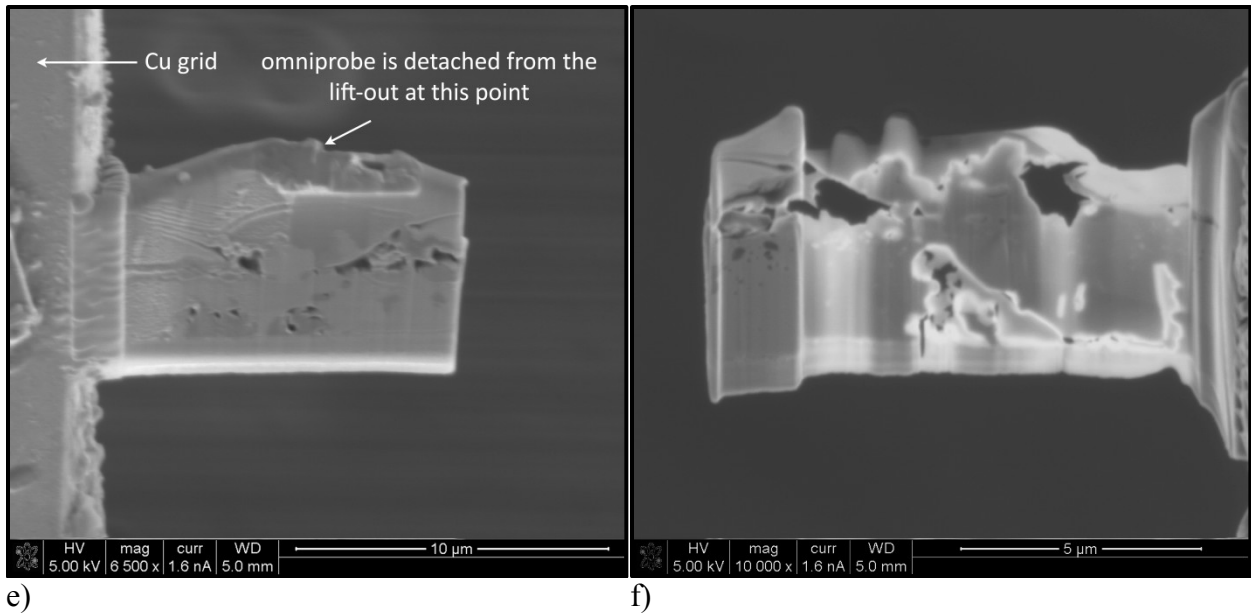 Cu grid
omniprobe is detached from the
lift-out at this point
HV mag curr WD
5.00 kV 6 500 x 1.6 nA 5.0 mm
10 µm
HV mag curr WD
5.00 kV 10 000 x 1.6 nA 5.0 mm
5 µm
e)
f)